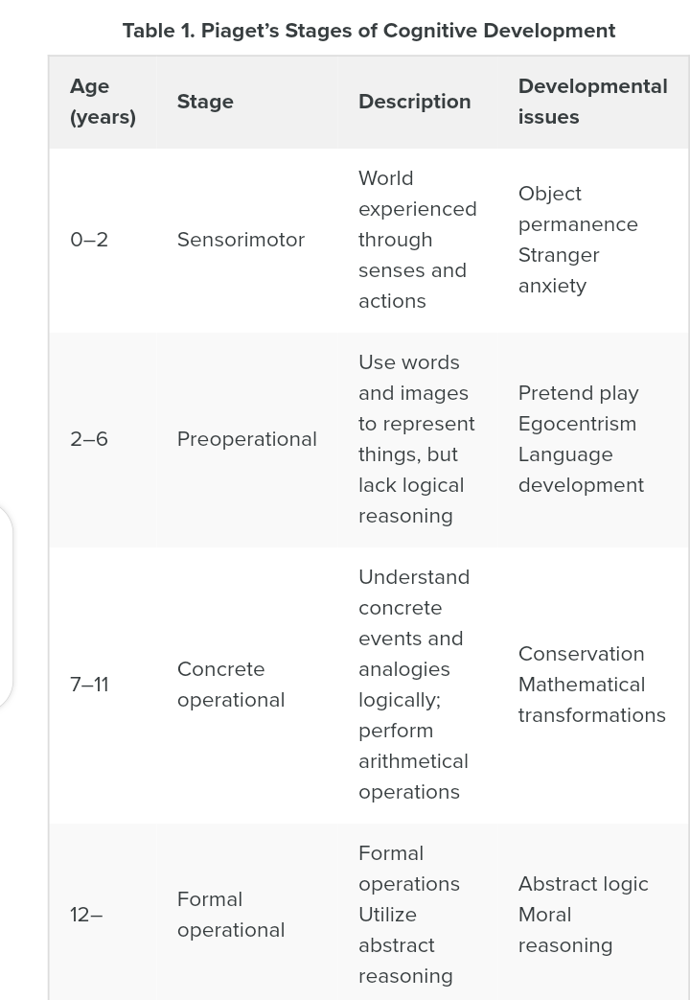 Table 1. Piaget’s Stages of Cognitive Development
Age
(years)
Stage
Description
Developmental
issues
0–2
Sensorimotor
World
experienced
through
senses and
actions
Object
permanence
Stranger
anxiety
2–6
Preoperational
Use words
and images
to represent
things, but
lack logical
reasoning
Pretend play
Egocentrism
Language
development
7–11
Concrete
operational
Understand
concrete
events and
analogies
logically;
perform
arithmetical
operations
Conservation
Mathematical
transformations
12–
Formal
operational
Formal
operations
Utilize
abstract
reasoning
Abstract logic
Moral
reasoning